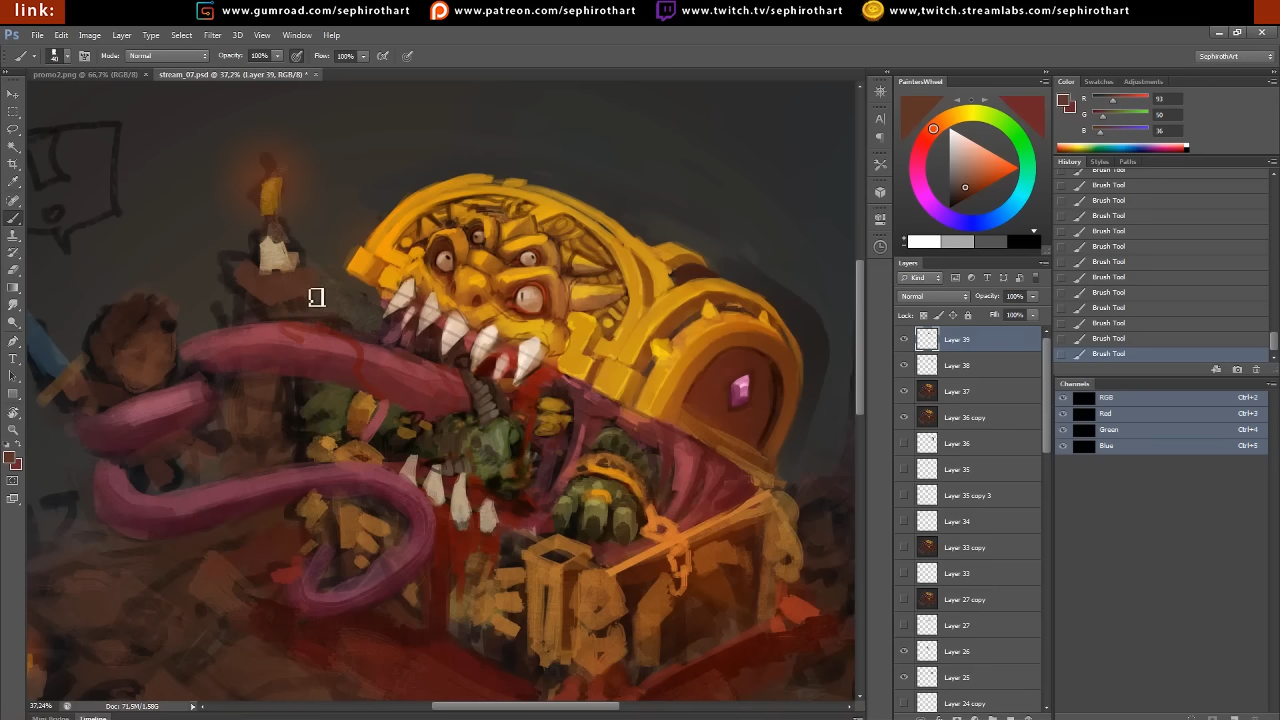 link:
www.gumroad.com/sephirothart
www.patreon.com/sephirothart
www.twitch.tv/sephirothart
www,twitch.streamlabs.com/sephirothart
Ps File Edit Image Layer Type Select Filter 3D View Window Help
40 Mode: Normal Opacity: 100% Flow: 100% SephirothArt
promo2.png @ 66,7% (RGB/8) × stream_07.psd @ 37,2% (Layer 39, RGB/8) * ×
PaintersWheel
Color Swatches Adjustments
R 93
G 50
B 36
History Styles Paths
Brush Tool
Brush Tool
Brush Tool
Brush Tool
Brush Tool
Brush Tool
Brush Tool
Brush Tool
Brush Tool
Brush Tool
Brush Tool
Brush Tool
Brush Tool
Layers
Kind
Normal Opacity: 100%
Lock: Fill: 100%
Layer 39
Layer 38
Layer 37
Layer 36 copy
Layer 36
Layer 35
Layer 35 copy 3
Layer 34
Layer 33 copy
Layer 33
Layer 27 copy
Layer 27
Layer 26
Layer 25
Layer 24 copy
Channels
RGB Ctrl+2
Red Ctrl+3
Green Ctrl+4
Blue Ctrl+5
37,24% Doc: 71,5M/1,58G
Mini Bridge Timeline